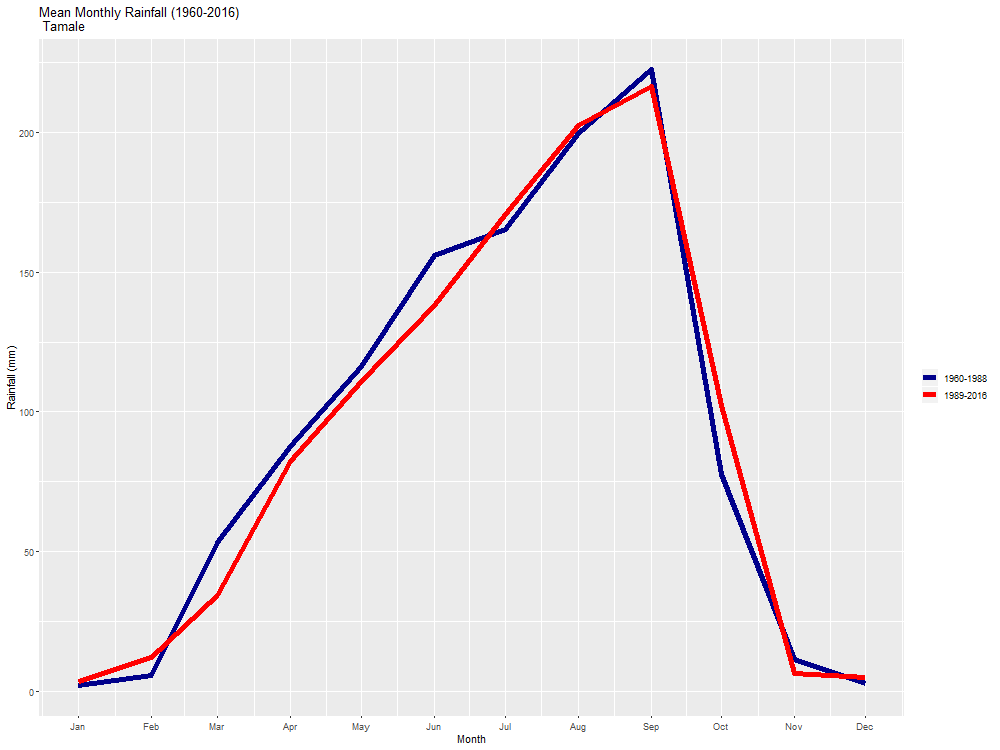 Mean Monthly Rainfall (1960-2016)
Tamale
Rainfall (mm)
200
150
100
50
0
Jan Feb Mar Apr May Jun Jul Aug Sep Oct Nov Dec
Month
1960-1988
1989-2016